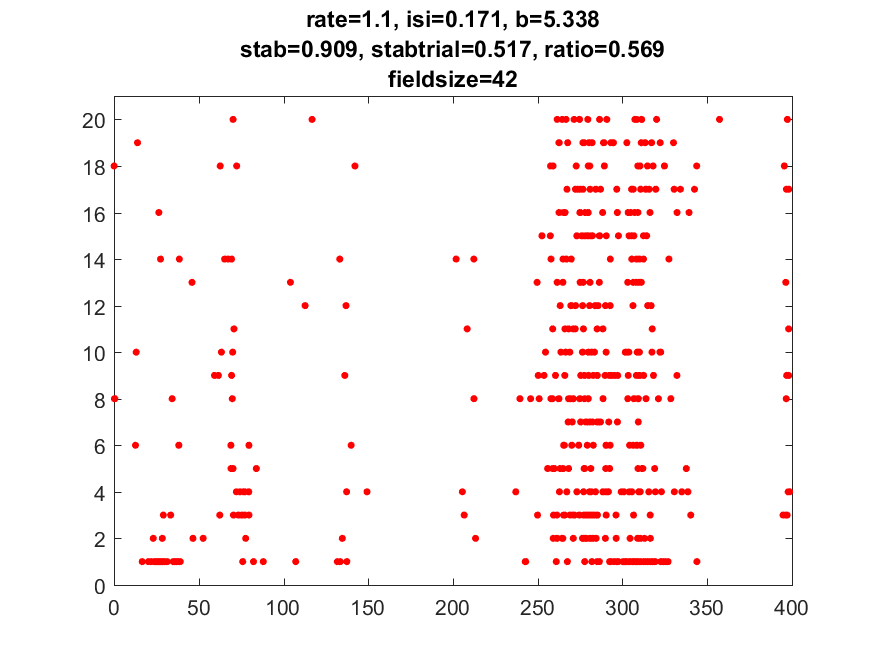 rate=1.1, isi=0.171, b=5.338
stab=0.909, stabtrial=0.517, ratio=0.569
fieldsize=42
20
18
16
14
12
10
8
6
4
2
0
0 50 100 150 200 250 300 350 400